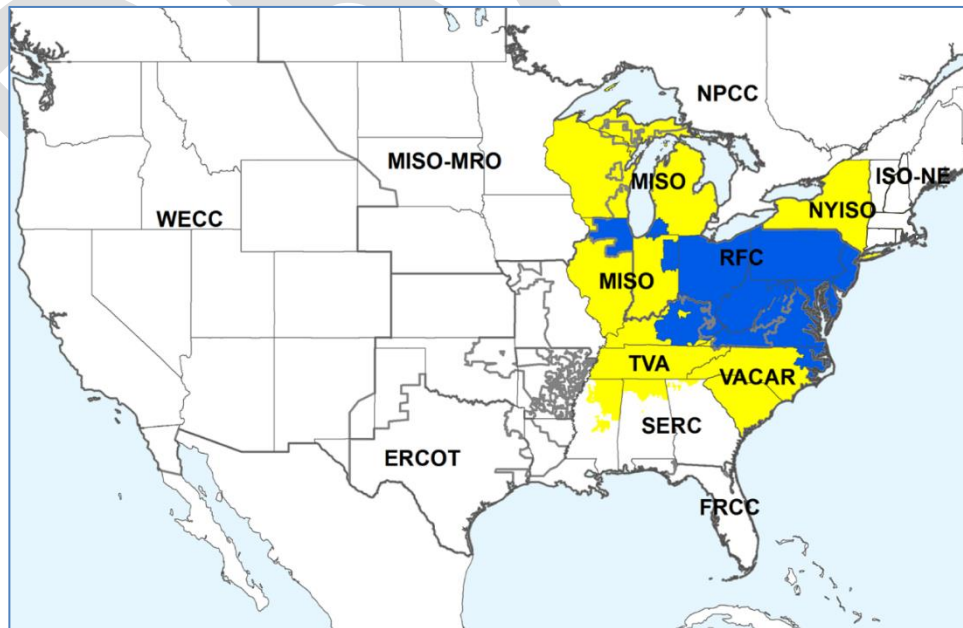 NPCC
MISO-MRO
MISO
ISO-NE
NYISO
WECC
RFC
MISO
TVA
VACAR
SERC
ERCOT
FRCC